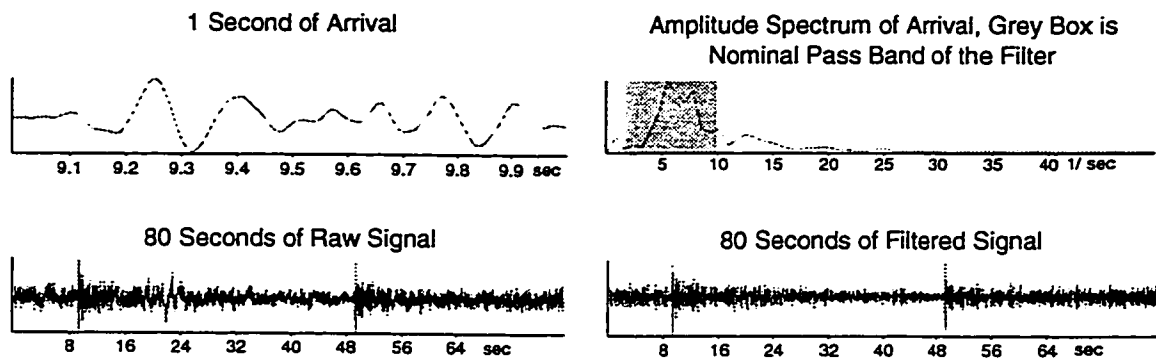 1 Second of Arrival
9.1 9.2 9.3 9.4 9.5 9.6 9.7 9.8 9.9 sec
Amplitude Spectrum of Arrival, Grey Box is
Nominal Pass Band of the Filter
5 10 15 20 25 30 35 40 1/ sec
80 Seconds of Raw Signal
8 16 24 32 40 48 56 64 sec
80 Seconds of Filtered Signal
8 16 24 32 40 48 56 64 sec